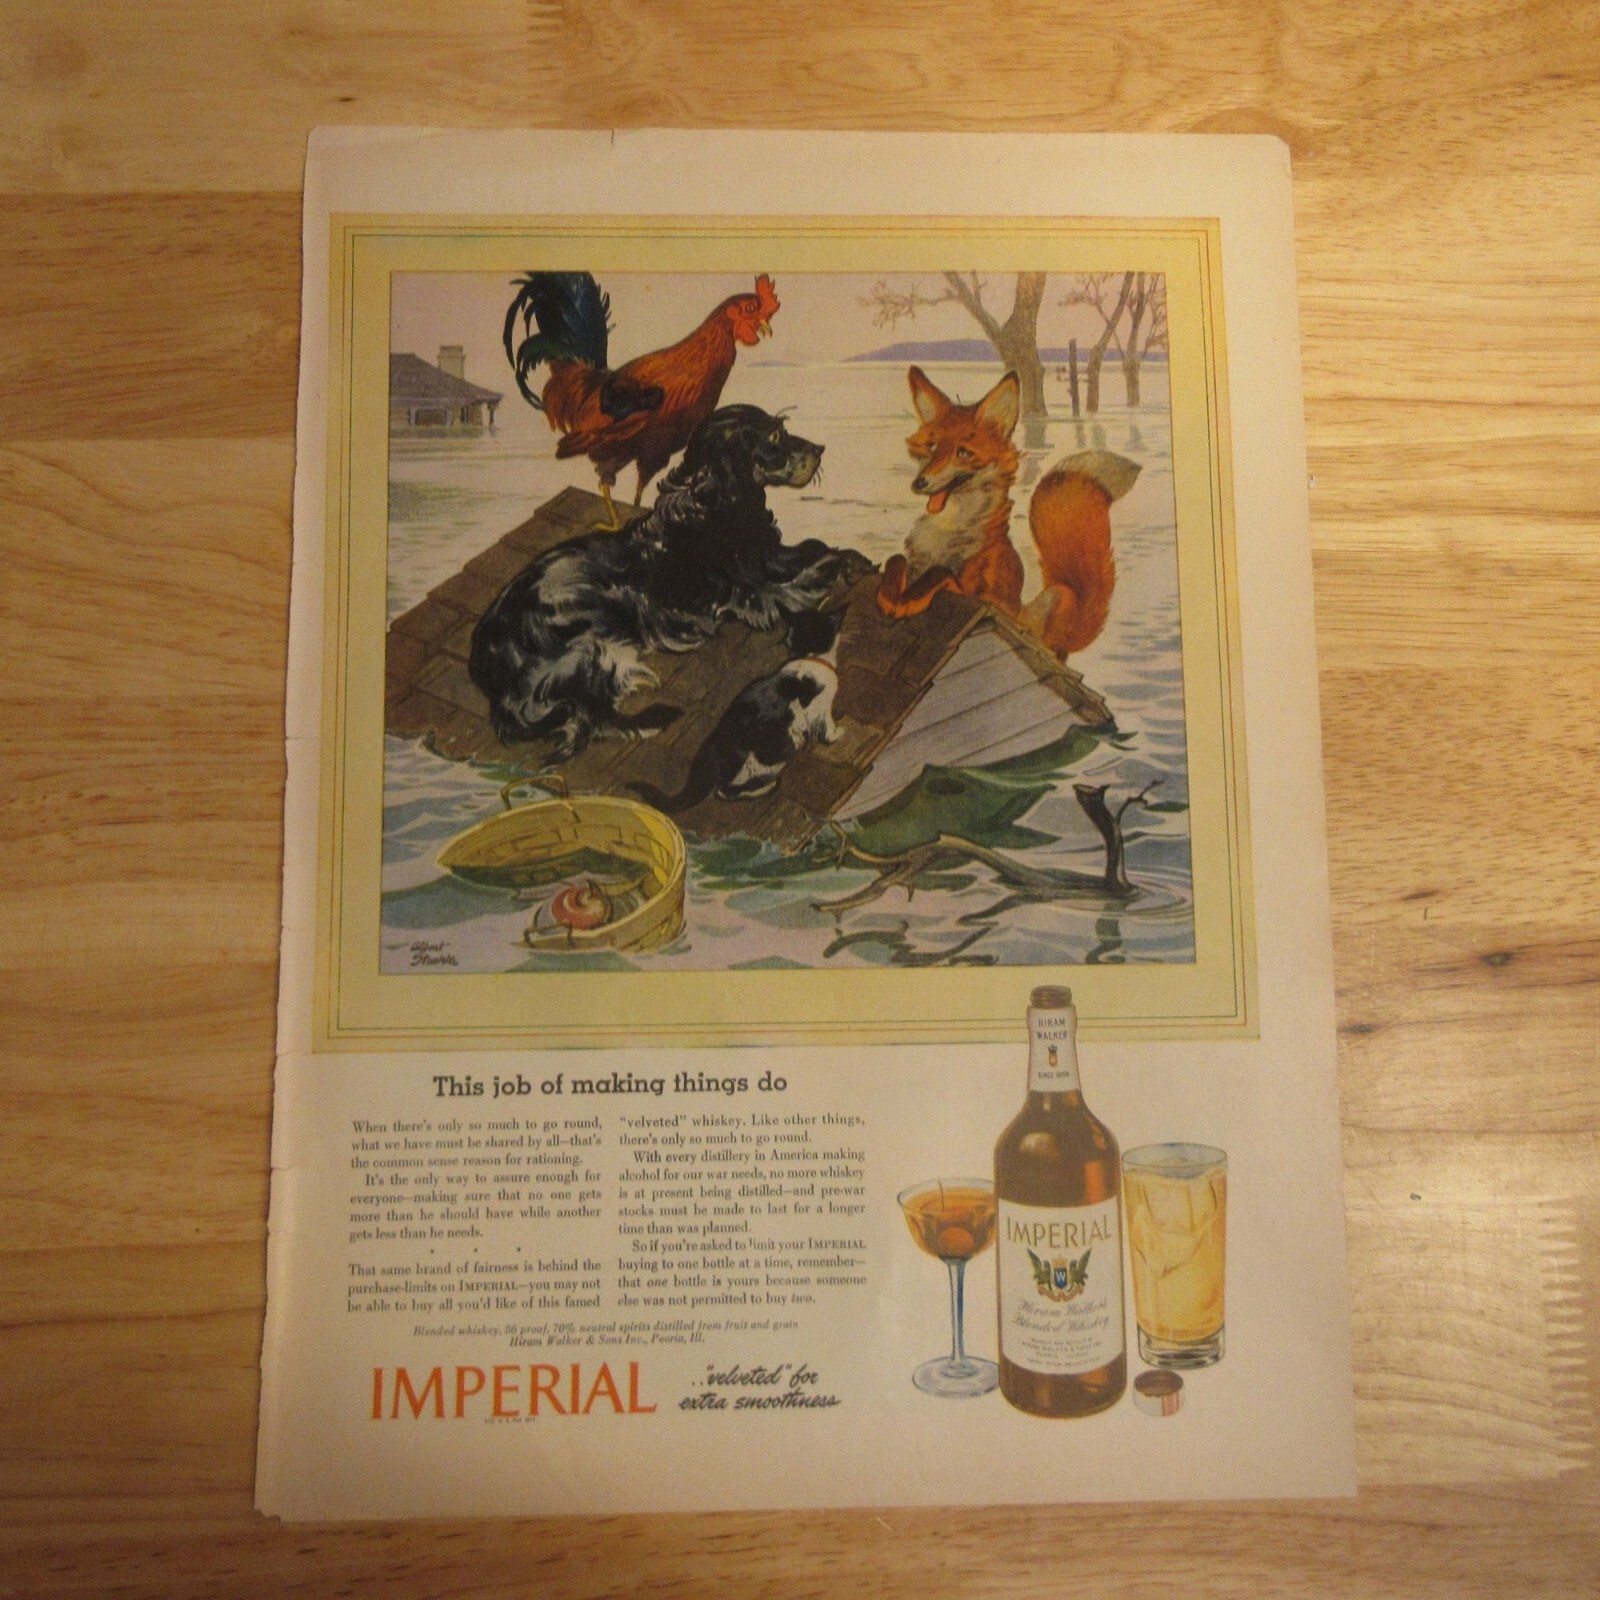 Albert
This job of making things do
When there's only so much to go round,
what we have must be shared by all—that's
the common sense reason for rationing.
It's the only way to assure enough for
everyone—making sure that no one gets
more than he should have while another
gets less than he needs.
That same brand of fairness is behind the
purchase-limits on IMPERIAL—you may not
be able to buy all you'd like of this famed
"velveted" whiskey. Like other things,
there's only so much to go round.
With every distillery in America making
alcohol for our war needs, no more whiskey
is at present being distilled—and pre-war
stocks must be made to last for a longer
time than was planned.
So if you're asked to limit your IMPERIAL
buying to one bottle at a time, remember—
that one bottle is yours because someone
else was not permitted to buy two.
Blended whiskey, 86 proof, 70% neutral spirits distilled from fruit and grain
Hiram Walker & Sons Inc., Peoria, Ill.
IMPERIAL
.."velveted" for
extra smoothness
HIRAM
WALKER
SINCE 1858
IMPERIAL
W
Hiram Walker's
Blended Whiskey